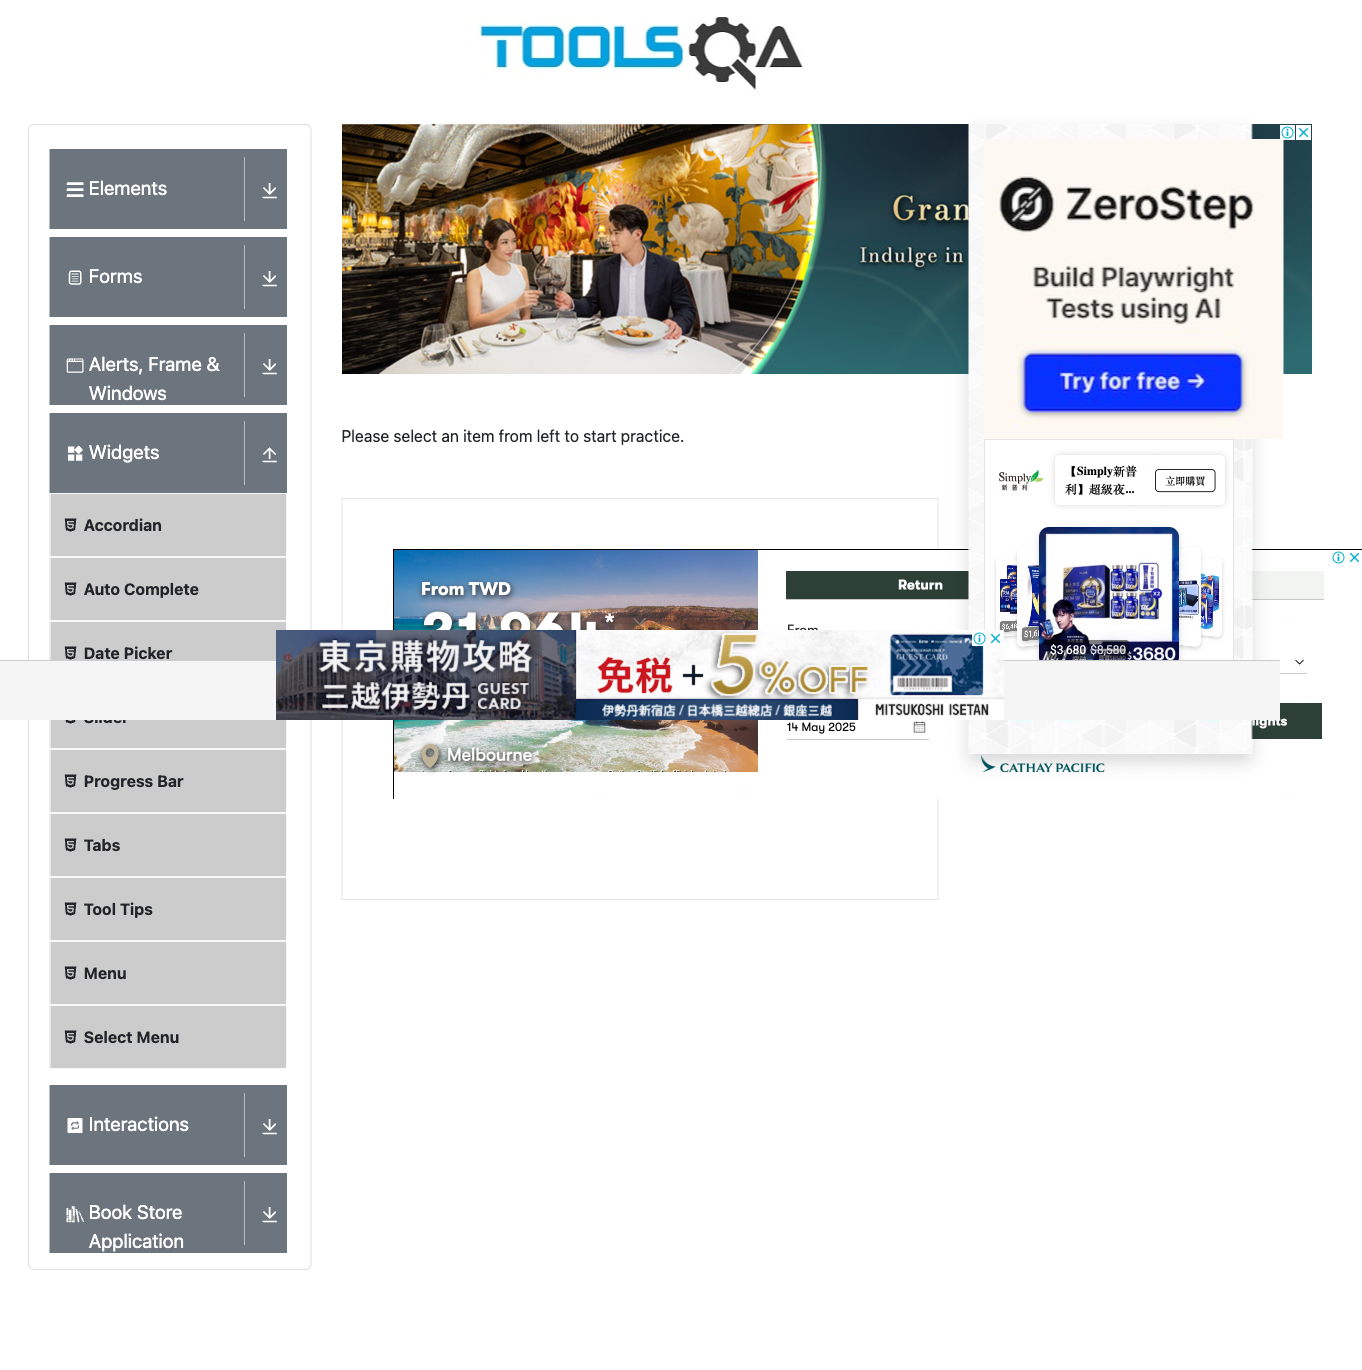 TOOLSQA
Elements
Forms
Alerts, Frame &
Windows
Widgets
Accordian
Auto Complete
Date Picker
Slider
Progress Bar
Tabs
Tool Tips
Menu
Select Menu
Interactions
Book Store
Application
Gran
Indulge in
ZeroStep
Build Playwright
Tests using AI
Try for free →
Please select an item from left to start practice.
Simply
新普利
【Simply新普
利】超級夜...
立即購買
$3,680 $8,580
3680
From TWD
21,964*
Return
From
東京購物攻略
三越伊勢丹 GUEST
CARD
免税+5%OFF
GUEST CARD
伊勢丹新宿店 / 日本橋三越總店 / 銀座三越
MITSUKOSHI ISETAN
14 May 2025
Melbourne
CATHAY PACIFIC